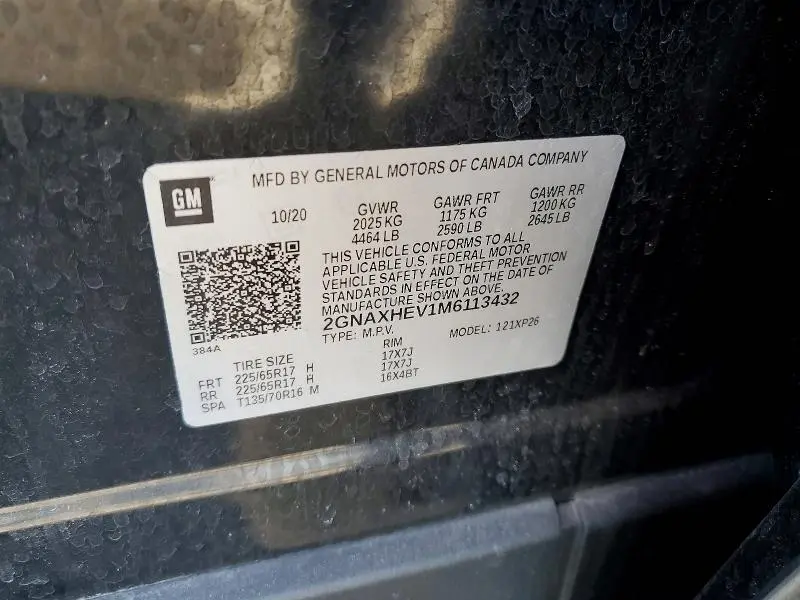 GM
MFD BY GENERAL MOTORS OF CANADA COMPANY
10/20 GVWR GAWR FRT GAWR RR
2025 KG 1175 KG 1200 KG
4464 LB 2590 LB 2645 LB
THIS VEHICLE CONFORMS TO ALL
APPLICABLE U.S. FEDERAL MOTOR
VEHICLE SAFETY AND THEFT PREVENTION
STANDARDS IN EFFECT ON THE DATE OF
MANUFACTURE SHOWN ABOVE.
2GNAXHEV1M6113432
TYPE: M.P.V. MODEL: 121XP26
384A
TIRE SIZE RIM
FRT 225/65R17 H 17X7J
RR 225/65R17 H 17X7J
SPA T135/70R16 M 16X4BT